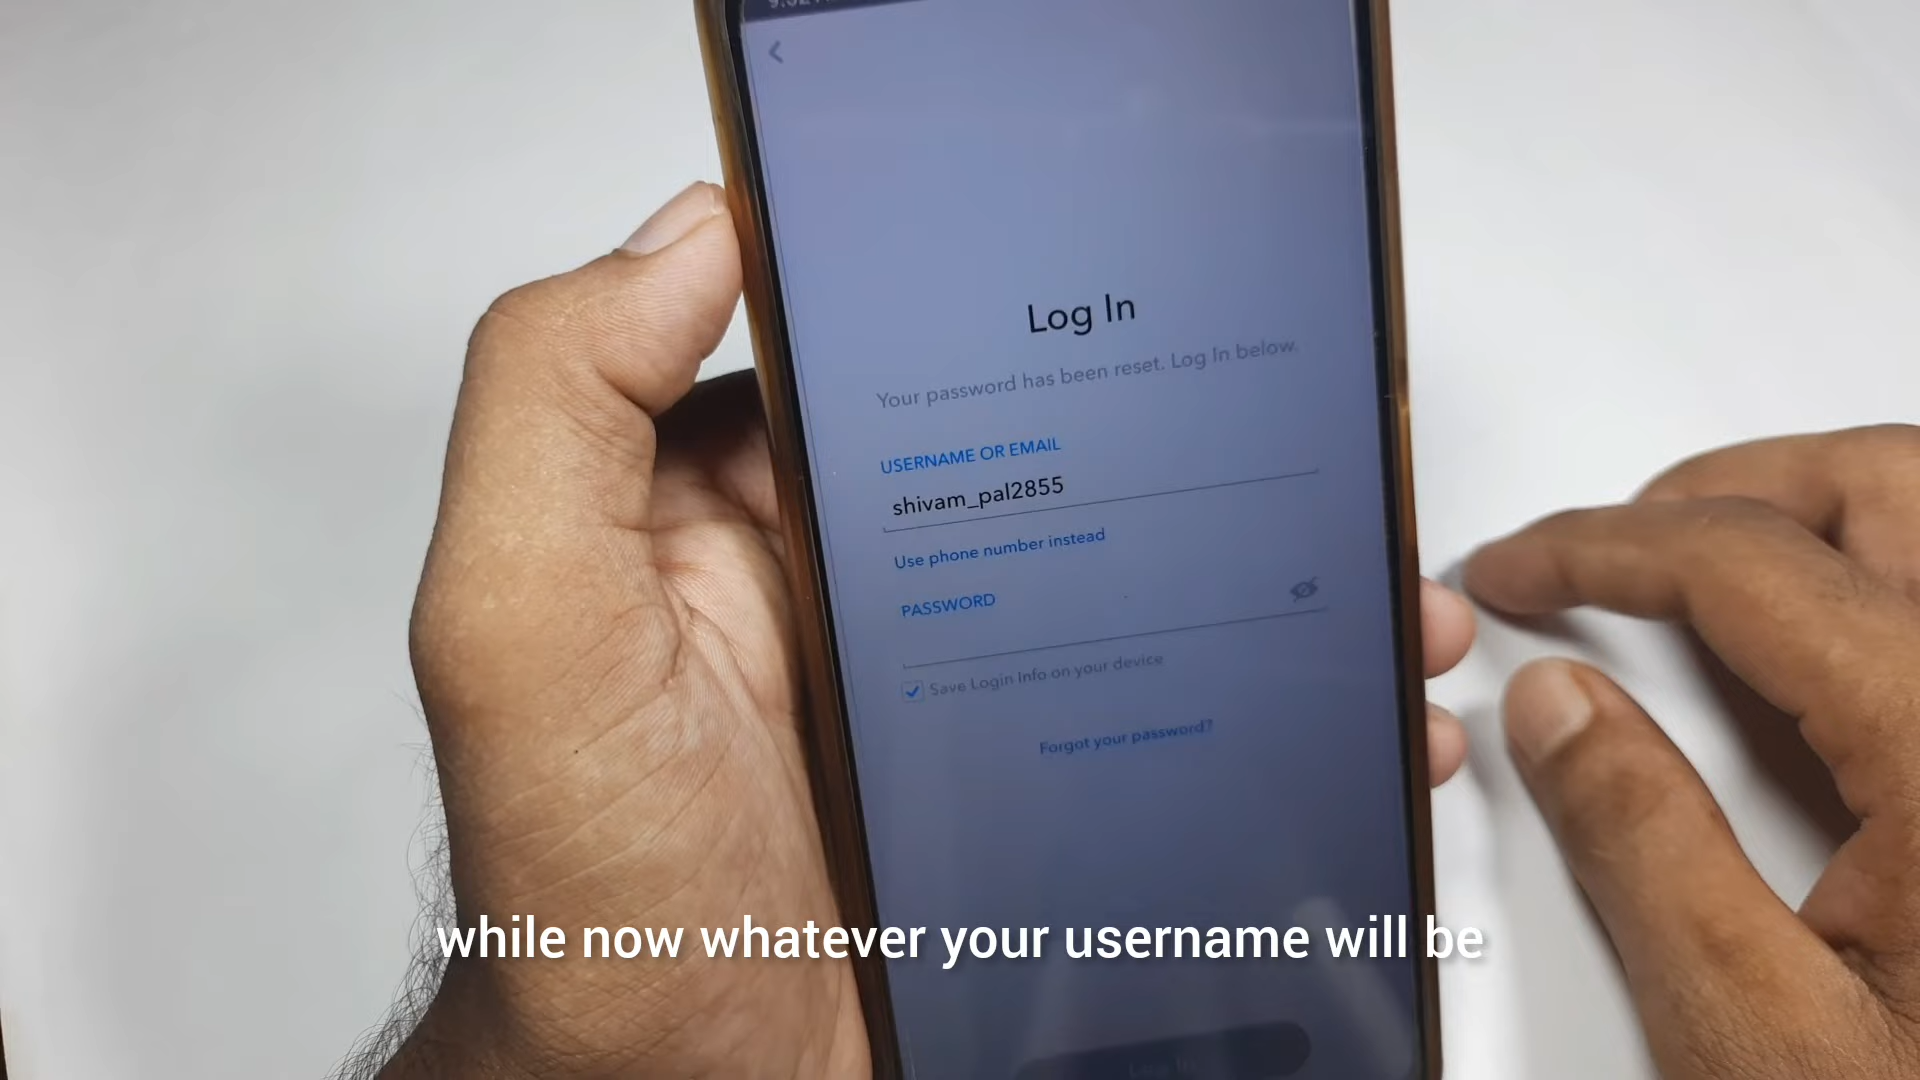 Log In
Your password has been reset. Log In below.
USERNAME OR EMAIL
shivam_pal2855
Use phone number instead
PASSWORD
Save Login Info on your device
Forgot your password?
while now whatever your username will be